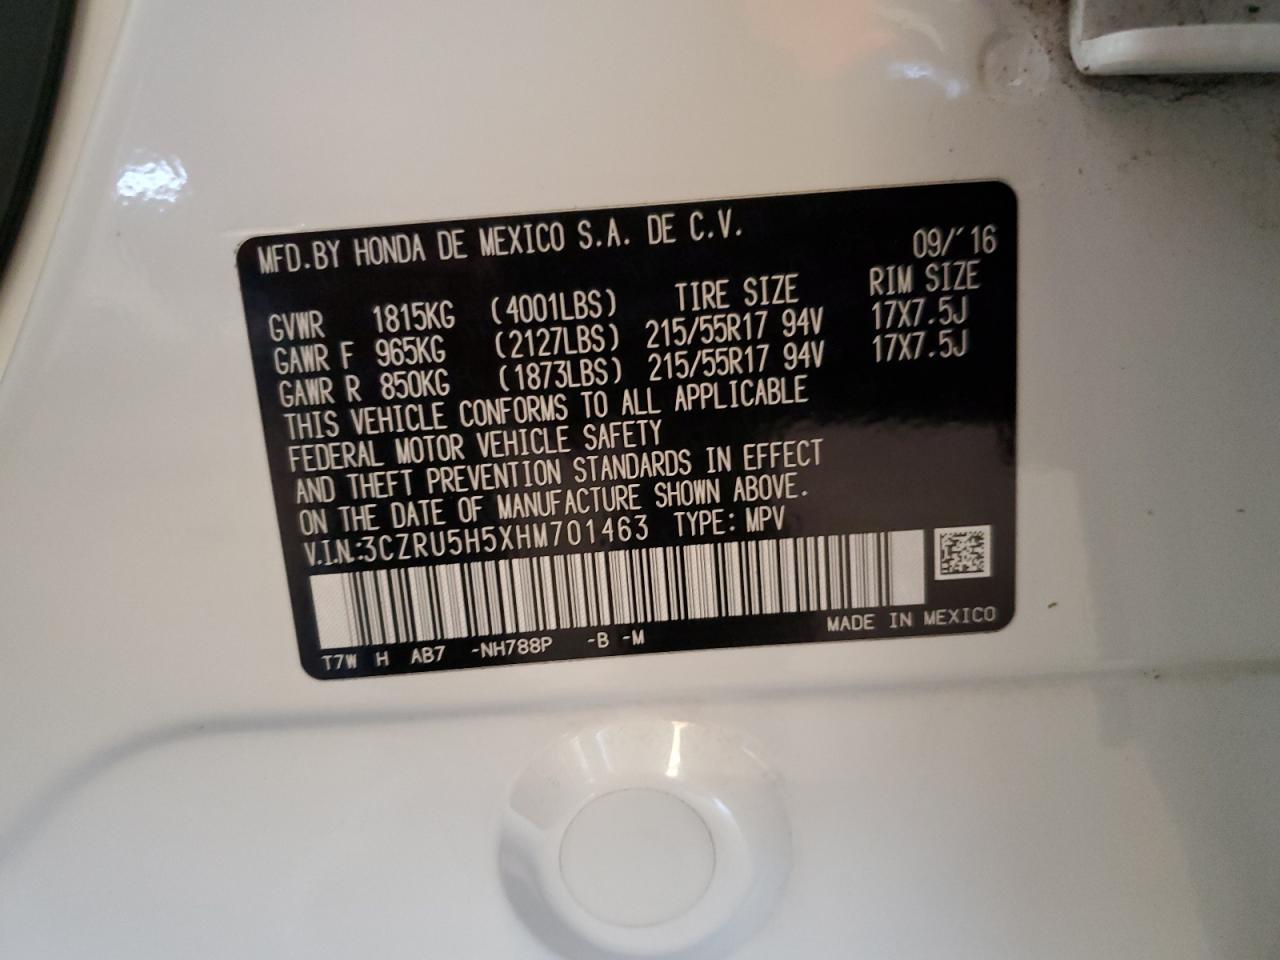 MFD.BY HONDA DE MEXICO S.A. DE C.V.
09/'16
GVWR 1815KG (4001LBS) TIRE SIZE RIM SIZE
GAWR F 965KG (2127LBS) 215/55R17 94V 17X7.5J
GAWR R 850KG (1873LBS) 215/55R17 94V 17X7.5J
THIS VEHICLE CONFORMS TO ALL APPLICABLE
FEDERAL MOTOR VEHICLE SAFETY
AND THEFT PREVENTION STANDARDS IN EFFECT
ON THE DATE OF MANUFACTURE SHOWN ABOVE.
V.I.N.:3CZRU5H5XHM701463 TYPE: MPV
T7W H AB7 -NH788P -B -M MADE IN MEXICO